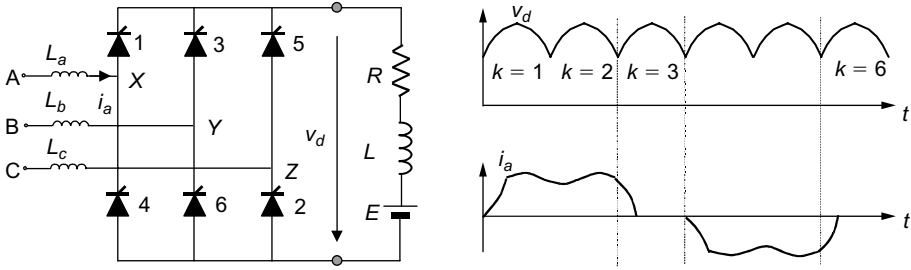 1
3
5
A
L_a
X
i_a
R
B
L_b
Y
v_d
L
C
L_c
Z
E
4
6
2
v_d
k = 1
k = 2
k = 3
k = 6
t
i_a
t